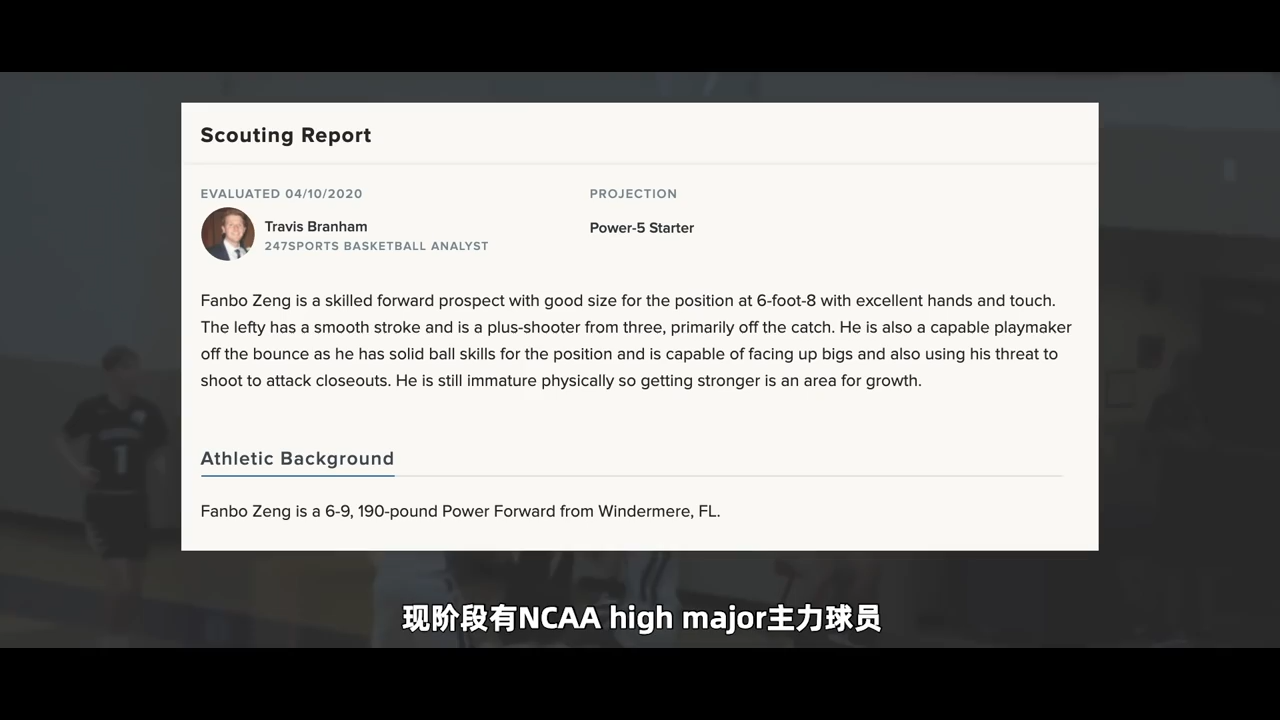 Scouting Report
EVALUATED 04/10/2020
PROJECTION
Travis Branham
247SPORTS BASKETBALL ANALYST
Power-5 Starter
Fanbo Zeng is a skilled forward prospect with good size for the position at 6-foot-8 with excellent hands and touch.
The lefty has a smooth stroke and is a plus-shooter from three, primarily off the catch. He is also a capable playmaker
off the bounce as he has solid ball skills for the position and is capable of facing up bigs and also using his threat to
shoot to attack closeouts. He is still immature physically so getting stronger is an area for growth.
Athletic Background
Fanbo Zeng is a 6-9, 190-pound Power Forward from Windermere, FL.
1
现阶段有NCAA high major主力球员